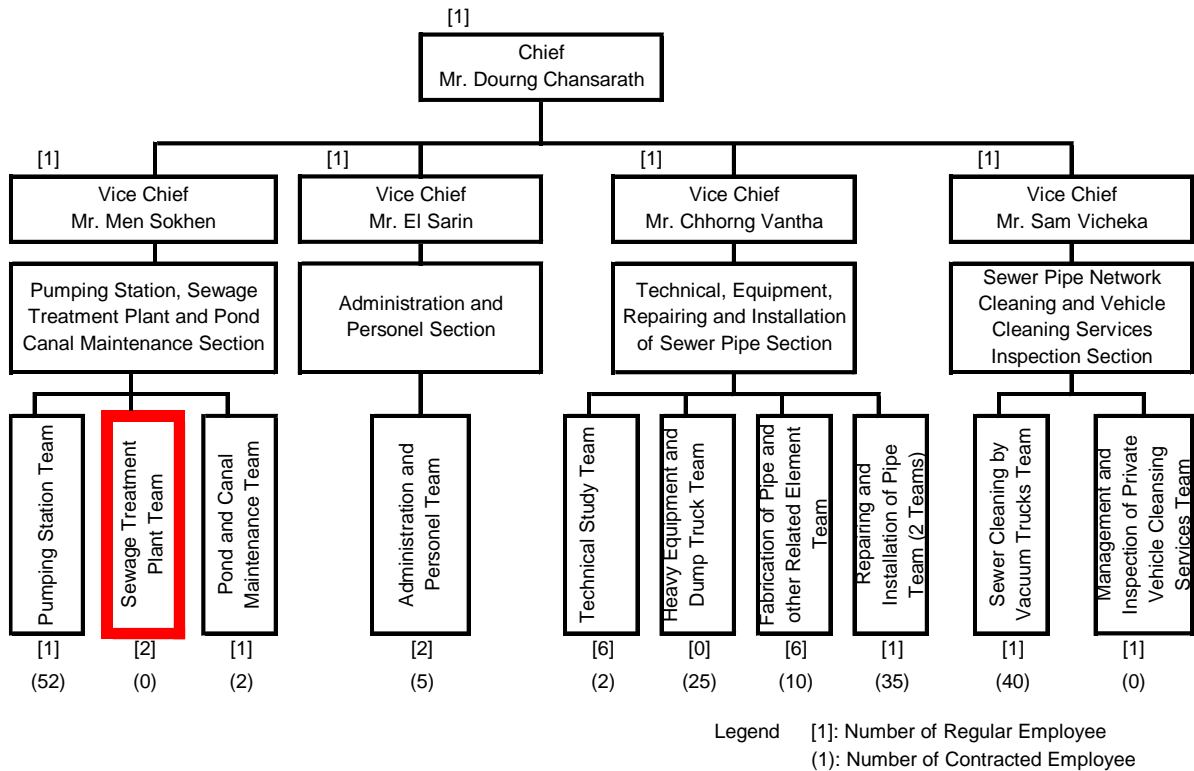 [1]
Chief
Mr. Dourng Chansarath
[1]
[1]
[1]
[1]
Vice Chief
Mr. Men Sokhen
Vice Chief
Mr. El Sarin
Vice Chief
Mr. Chhorng Vantha
Vice Chief
Mr. Sam Vicheka
Pumping Station, Sewage
Treatment Plant and Pond
Canal Maintenance Section
Administration and
Personel Section
Technical, Equipment,
Repairing and Installation
of Sewer Pipe Section
Sewer Pipe Network
Cleaning and Vehicle
Cleaning Services
Inspection Section
Pumping Station Team
Sewage Treatment
Plant Team
Pond and Canal
Maintenance Team
Administration and
Personel Team
Technical Study Team
Heavy Equipment and
Dump Truck Team
Fabrication of Pipe and
other Related Element
Team
Repairing and
Installation of Pipe
Team (2 Teams)
Sewer Cleaning by
Vacuum Trucks Team
Management and
Inspection of Private
Vehicle Cleansing
Services Team
[1]
[2]
[1]
[2]
[6]
[0]
[6]
[1]
[1]
[1]
(52)
(0)
(2)
(5)
(2)
(25)
(10)
(35)
(40)
(0)
Legend [1]: Number of Regular Employee
(1): Number of Contracted Employee